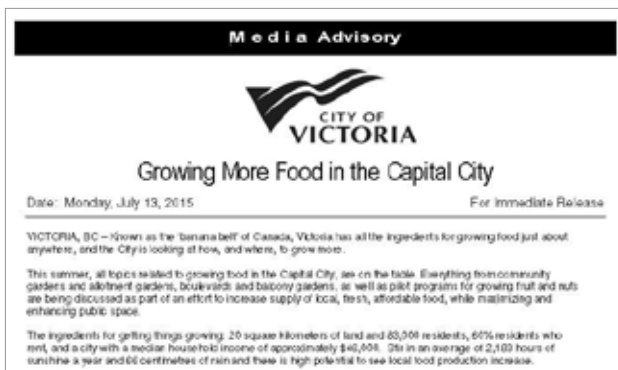 Media Advisory
CITY OF
VICTORIA
Growing More Food in the Capital City
Date: Monday, July 13, 2015 For Immediate Release
VICTORIA, BC – Known as the 'banana belt' of Canada, Victoria has all the ingredients for growing food just about
anywhere, and the City is looking at how, and where, to grow more.
This summer, all topics related to growing food in the Capital City, are on the table. Everything from community
gardens and allotment gardens, boulevards and balcony gardens, as well as pilot programs for growing fruit and nuts
are being discussed as part of an effort to increase supply of local, fresh, affordable food, while maximizing and
enhancing public space.
The ingredients for getting things growing: 20 square kilometers of land and 83,000 residents, 60% residents who
rent, and a city with a median household income of approximately Stir in an average of hours of
sunshine a year and centimetres of rain and there is high potential to see local food production increase.